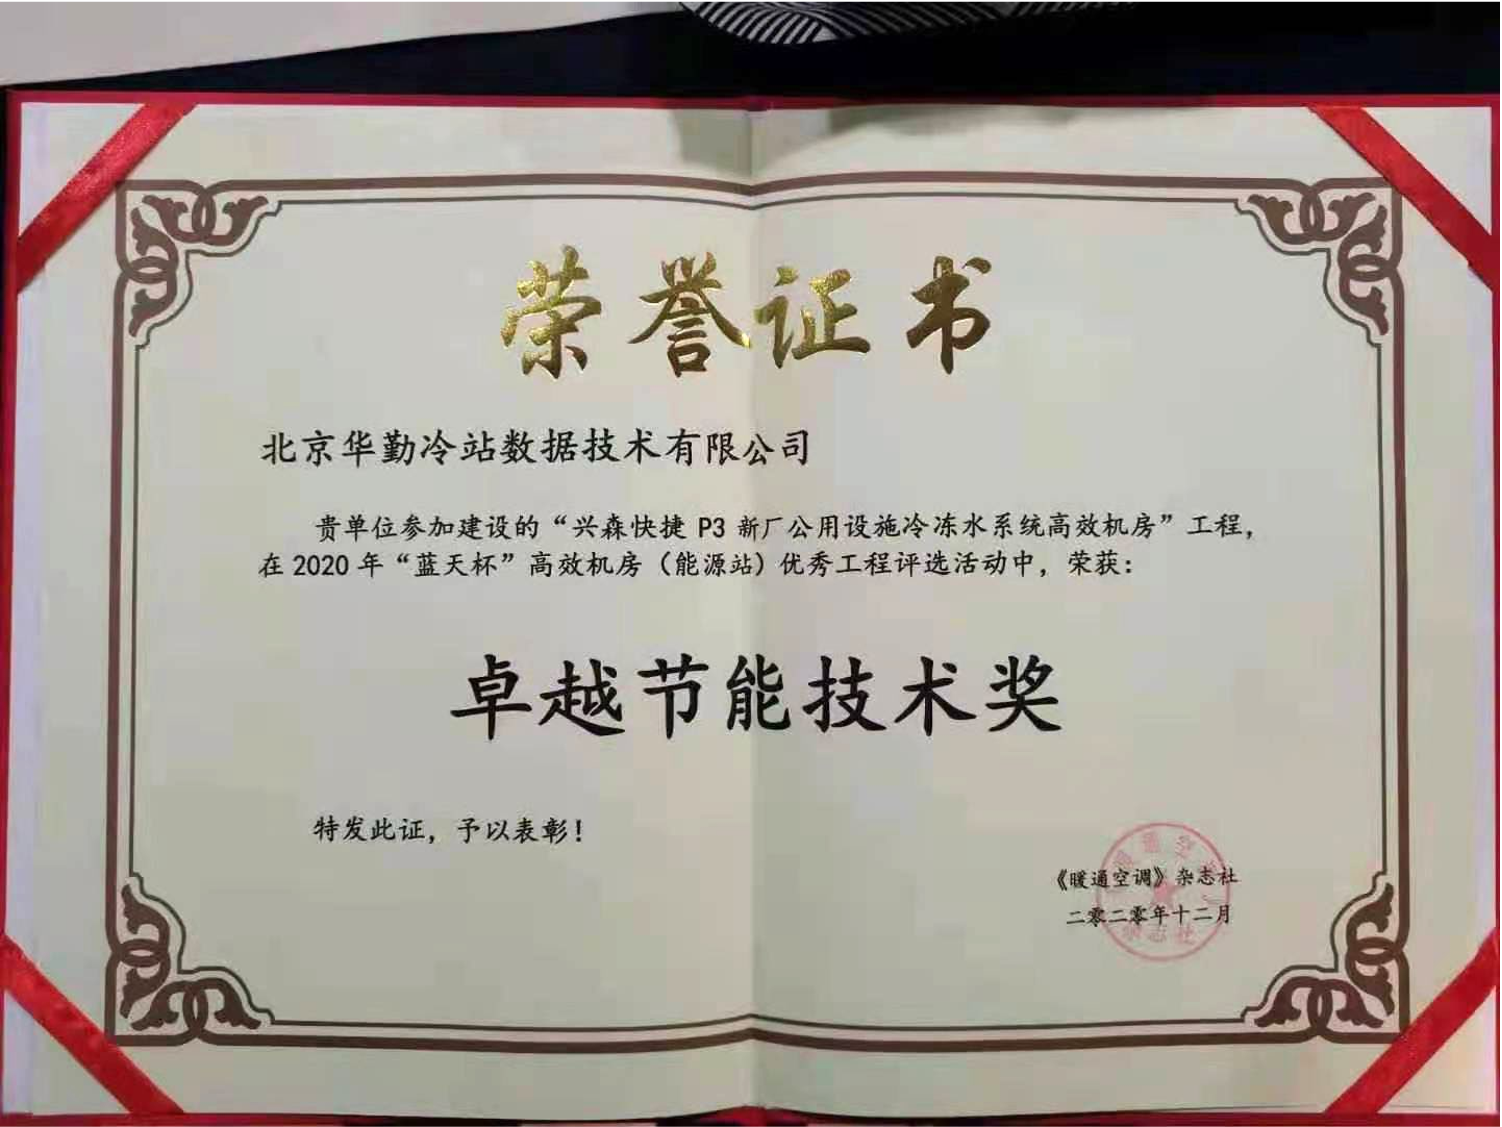 荣誉证书
北京华勤冷站数据技术有限公司
贵单位参加建设的“兴森快捷 P3 新厂公用设施冷冻水系统高效机房”工程，
在 2020 年“蓝天杯”高效机房（能源站）优秀工程评选活动中，荣获：
卓越节能技术奖
特发此证，予以表彰！
《暖通空调》杂志社
二零二零年十二月